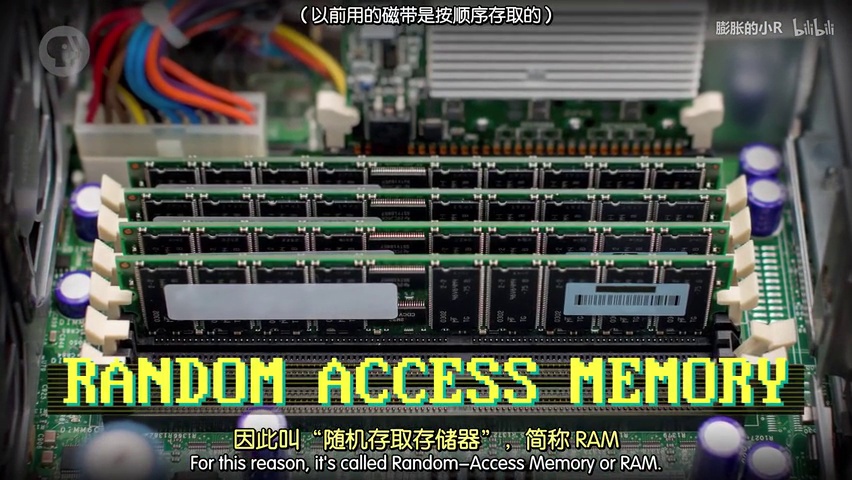 （以前用的磁带是按顺序存取的）
膨胀的小R bilibili
RANDOM ACCESS MEMORY
因此叫“随机存取存储器”，简称 RAM
For this reason, it's called Random-Access Memory or RAM.